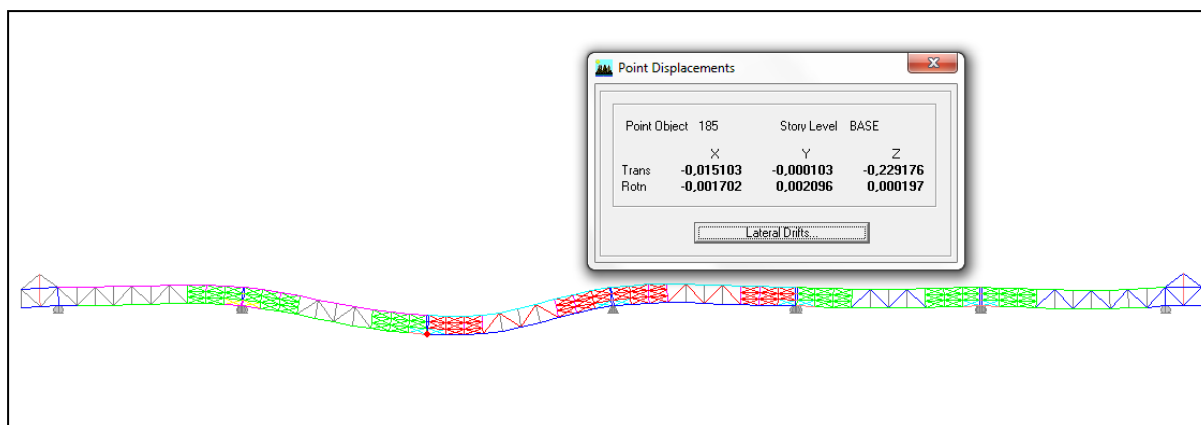 Point Displacements
Point Object 185 Story Level BASE
X Y Z
Trans -0,015103 -0,000103 -0,229176
Rotn -0,001702 0,002096 0,000197
Lateral Drifts...